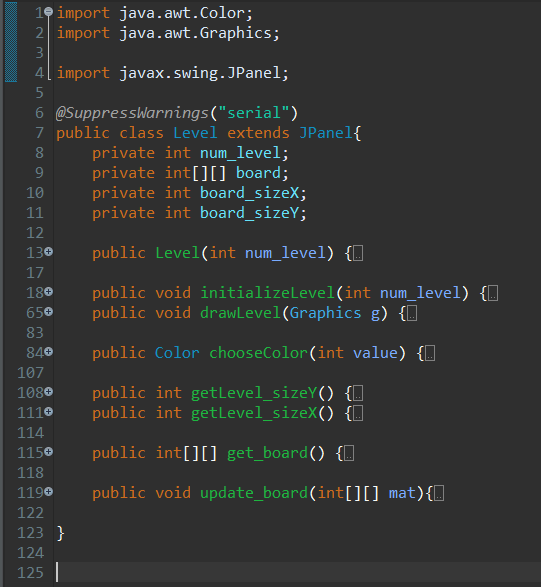 1 import java.awt.Color;
2 import java.awt.Graphics;
3
4 import javax.swing.JPanel;
5
6 @SuppressWarnings("serial")
7 public class Level extends JPanel{
8 private int num_level;
9 private int[][] board;
10 private int board_sizeX;
11 private int board_sizeY;
12
13 public Level(int num_level) {
17
18 public void initializeLevel(int num_level) {
65 public void drawLevel(Graphics g) {
83
84 public Color chooseColor(int value) {
107
108 public int getLevel_sizeY() {
111 public int getLevel_sizeX() {
114
115 public int[][] get_board() {
118
119 public void update_board(int[][] mat){
122
123 }
124
125